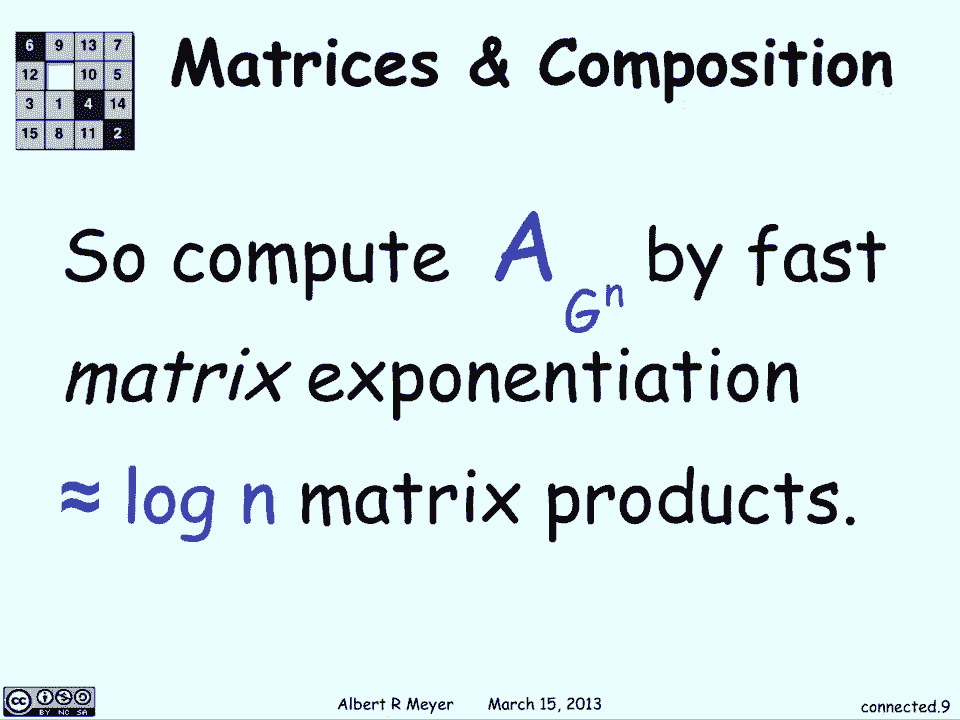 6 9 13 7
12 10 5
3 1 4 14
15 8 11 2
Matrices & Composition
So compute A_{G^n} by fast
matrix exponentiation
≈ log n matrix products.
cc BY NC SA
Albert R Meyer March 15, 2013
connected.9